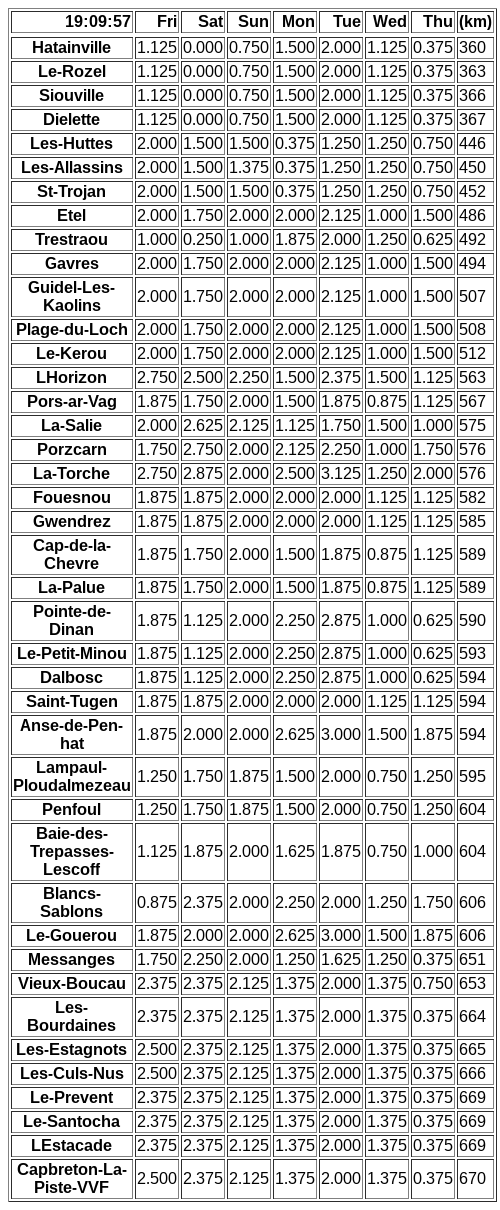 19:09:57 Fri Sat Sun Mon Tue Wed Thu (km)
Hatainville 1.125 0.000 0.750 1.500 2.000 1.125 0.375 360
Le-Rozel 1.125 0.000 0.750 1.500 2.000 1.125 0.375 363
Siouville 1.125 0.000 0.750 1.500 2.000 1.125 0.375 366
Dielette 1.125 0.000 0.750 1.500 2.000 1.125 0.375 367
Les-Huttes 2.000 1.500 1.500 0.375 1.250 1.250 0.750 446
Les-Allassins 2.000 1.500 1.375 0.375 1.250 1.250 0.750 450
St-Trojan 2.000 1.500 1.500 0.375 1.250 1.250 0.750 452
Etel 2.000 1.750 2.000 2.000 2.125 1.000 1.500 486
Trestraou 1.000 0.250 1.000 1.875 2.000 1.250 0.625 492
Gavres 2.000 1.750 2.000 2.000 2.125 1.000 1.500 494
Guidel-Les-
Kaolins 2.000 1.750 2.000 2.000 2.125 1.000 1.500 507
Plage-du-Loch 2.000 1.750 2.000 2.000 2.125 1.000 1.500 508
Le-Kerou 2.000 1.750 2.000 2.000 2.125 1.000 1.500 512
LHorizon 2.750 2.500 2.250 1.500 2.375 1.500 1.125 563
Pors-ar-Vag 1.875 1.750 2.000 1.500 1.875 0.875 1.125 567
La-Salie 2.000 2.625 2.125 1.125 1.750 1.500 1.000 575
Porzcarn 1.750 2.750 2.000 2.125 2.250 1.000 1.750 576
La-Torche 2.750 2.875 2.000 2.500 3.125 1.250 2.000 576
Fouesnou 1.875 1.875 2.000 2.000 2.000 1.125 1.125 582
Gwendrez 1.875 1.875 2.000 2.000 2.000 1.125 1.125 585
Cap-de-la-
Chevre 1.875 1.750 2.000 1.500 1.875 0.875 1.125 589
La-Palue 1.875 1.750 2.000 1.500 1.875 0.875 1.125 589
Pointe-de-
Dinan 1.875 1.125 2.000 2.250 2.875 1.000 0.625 590
Le-Petit-Minou 1.875 1.125 2.000 2.250 2.875 1.000 0.625 593
Dalbosc 1.875 1.125 2.000 2.250 2.875 1.000 0.625 594
Saint-Tugen 1.875 1.875 2.000 2.000 2.000 1.125 1.125 594
Anse-de-Pen-
hat 1.875 2.000 2.000 2.625 3.000 1.500 1.875 594
Lampaul-
Ploudalmezeau 1.250 1.750 1.875 1.500 2.000 0.750 1.250 595
Penfoul 1.250 1.750 1.875 1.500 2.000 0.750 1.250 604
Baie-des-
Trepasses-
Lescoff 1.125 1.875 2.000 1.625 1.875 0.750 1.000 604
Blancs-
Sablons 0.875 2.375 2.000 2.250 2.000 1.250 1.750 606
Le-Gouerou 1.875 2.000 2.000 2.625 3.000 1.500 1.875 606
Messanges 1.750 2.250 2.000 1.250 1.625 1.250 0.375 651
Vieux-Boucau 2.375 2.375 2.125 1.375 2.000 1.375 0.750 653
Les-
Bourdaines 2.375 2.375 2.125 1.375 2.000 1.375 0.375 664
Les-Estagnots 2.500 2.375 2.125 1.375 2.000 1.375 0.375 665
Les-Culs-Nus 2.500 2.375 2.125 1.375 2.000 1.375 0.375 666
Le-Prevent 2.375 2.375 2.125 1.375 2.000 1.375 0.375 669
Le-Santocha 2.375 2.375 2.125 1.375 2.000 1.375 0.375 669
LEstacade 2.375 2.375 2.125 1.375 2.000 1.375 0.375 669
Capbreton-La-
Piste-VVF 2.500 2.375 2.125 1.375 2.000 1.375 0.375 670